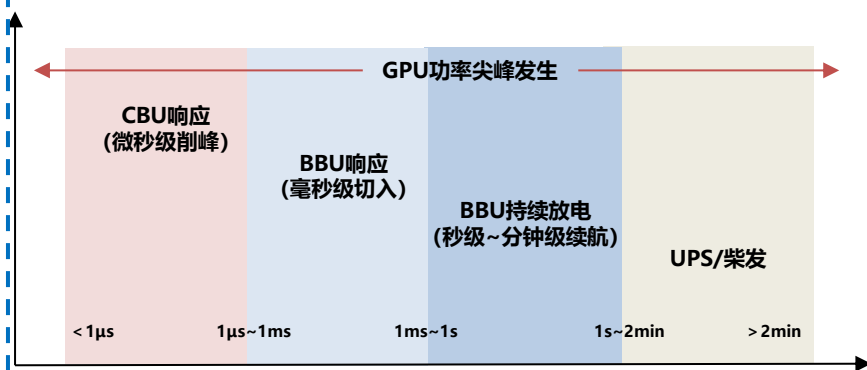 GPU功率尖峰发生
CBU响应
(微秒级削峰)
BBU响应
(毫秒级切入)
BBU持续放电
(秒级~分钟级续航)
UPS/柴发
<1μs
1μs~1ms
1ms~1s
1s~2min
>2min